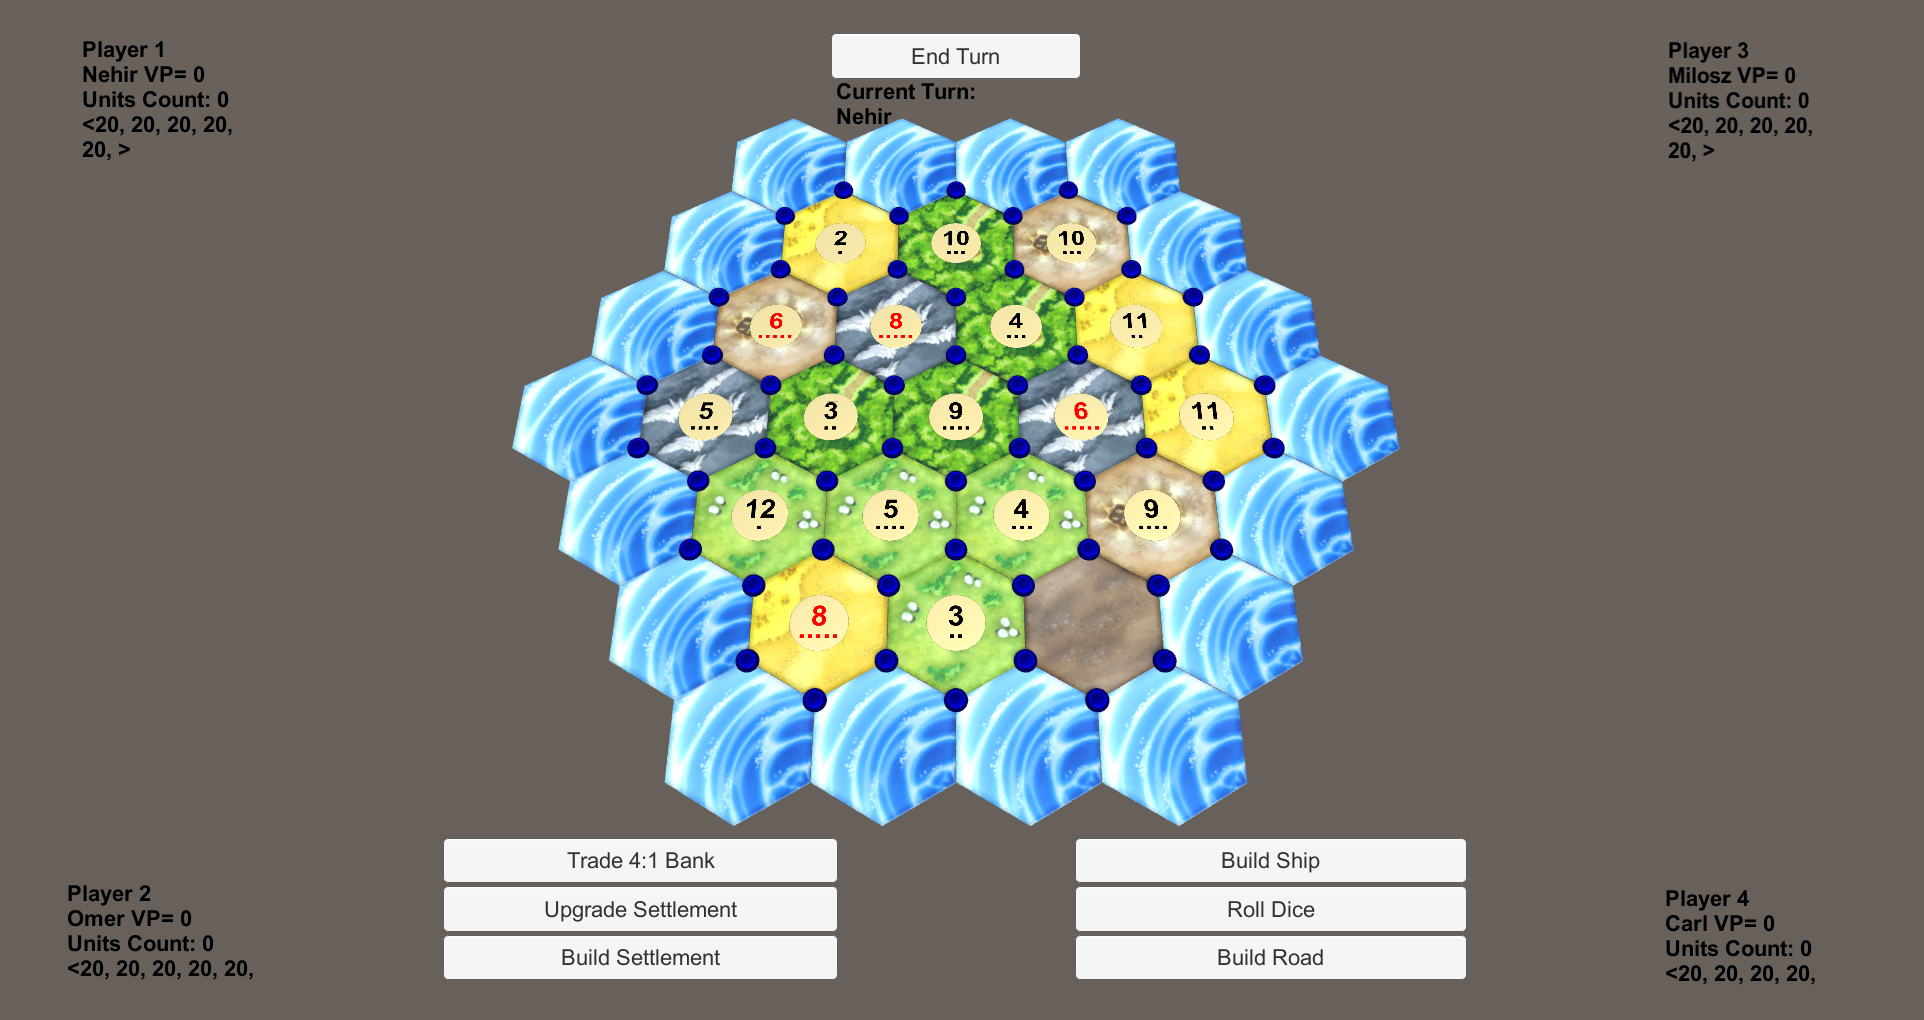 Player 1
Nehir VP= 0
Units Count: 0
<20, 20, 20, 20,
20, >
End Turn
Current Turn:
Nehir
Player 3
Milosz VP= 0
Units Count: 0
<20, 20, 20, 20,
20, >
2
10
10
6
8
4
11
5
3
9
6
11
12
5
4
9
8
3
Trade 4:1 Bank
Upgrade Settlement
Build Settlement
Build Ship
Roll Dice
Build Road
Player 2
Omer VP= 0
Units Count: 0
<20, 20, 20, 20, 20,
Player 4
Carl VP= 0
Units Count: 0
<20, 20, 20, 20,